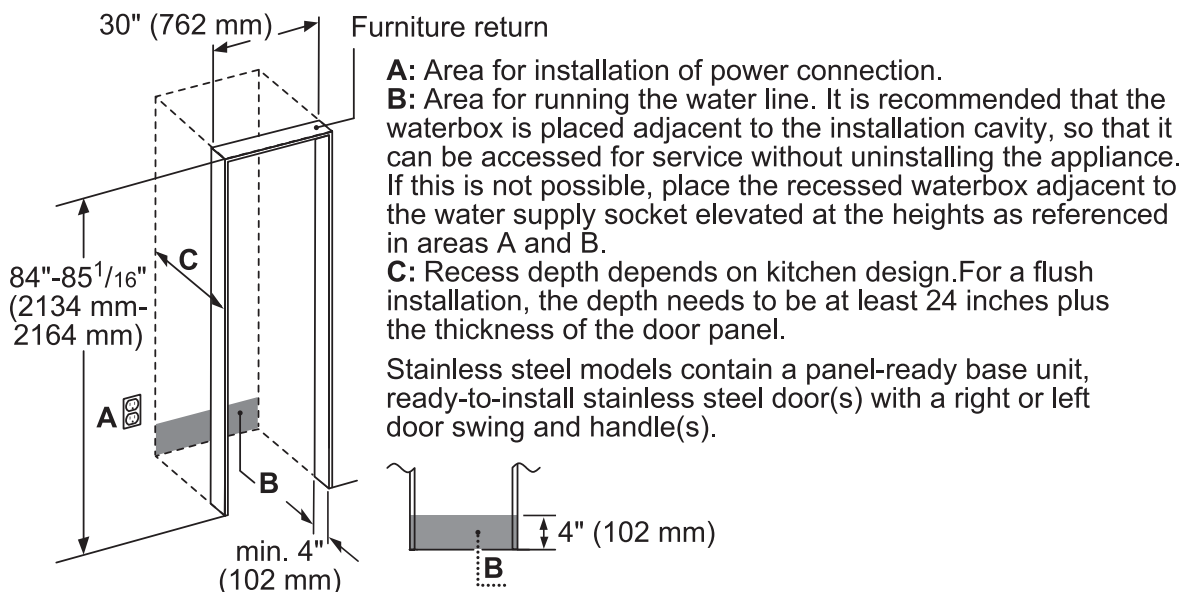 30" (762 mm)
Furniture return
A: Area for installation of power connection.
B: Area for running the water line. It is recommended that the
waterbox is placed adjacent to the installation cavity, so that it
can be accessed for service without uninstalling the appliance.
If this is not possible, place the recessed waterbox adjacent to
the water supply socket elevated at the heights as referenced
in areas A and B.
C: Recess depth depends on kitchen design.For a flush
installation, the depth needs to be at least 24 inches plus
the thickness of the door panel.
Stainless steel models contain a panel-ready base unit,
ready-to-install stainless steel door(s) with a right or left
door swing and handle(s).
C
84"-85 1/16"
(2134 mm-
2164 mm)
A
B
min. 4"
(102 mm)
4" (102 mm)
B